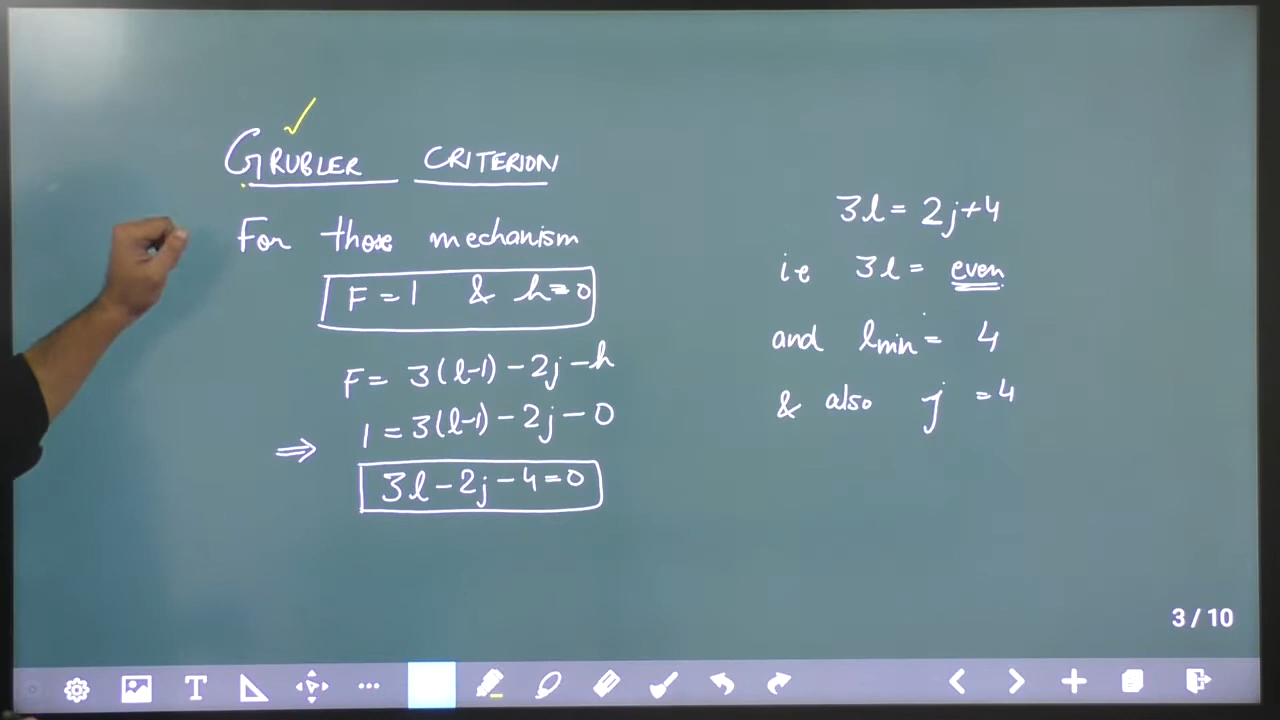 GRUBLER CRITERION
For those mechanism
F = 1 & h = 0
F = 3(l-1) - 2j - h
⇒ 1 = 3(l-1) - 2j - 0
3l - 2j - 4 = 0
3l = 2j + 4
ie 3l = even
and lmin = 4
& also j = 4
3 / 10
T